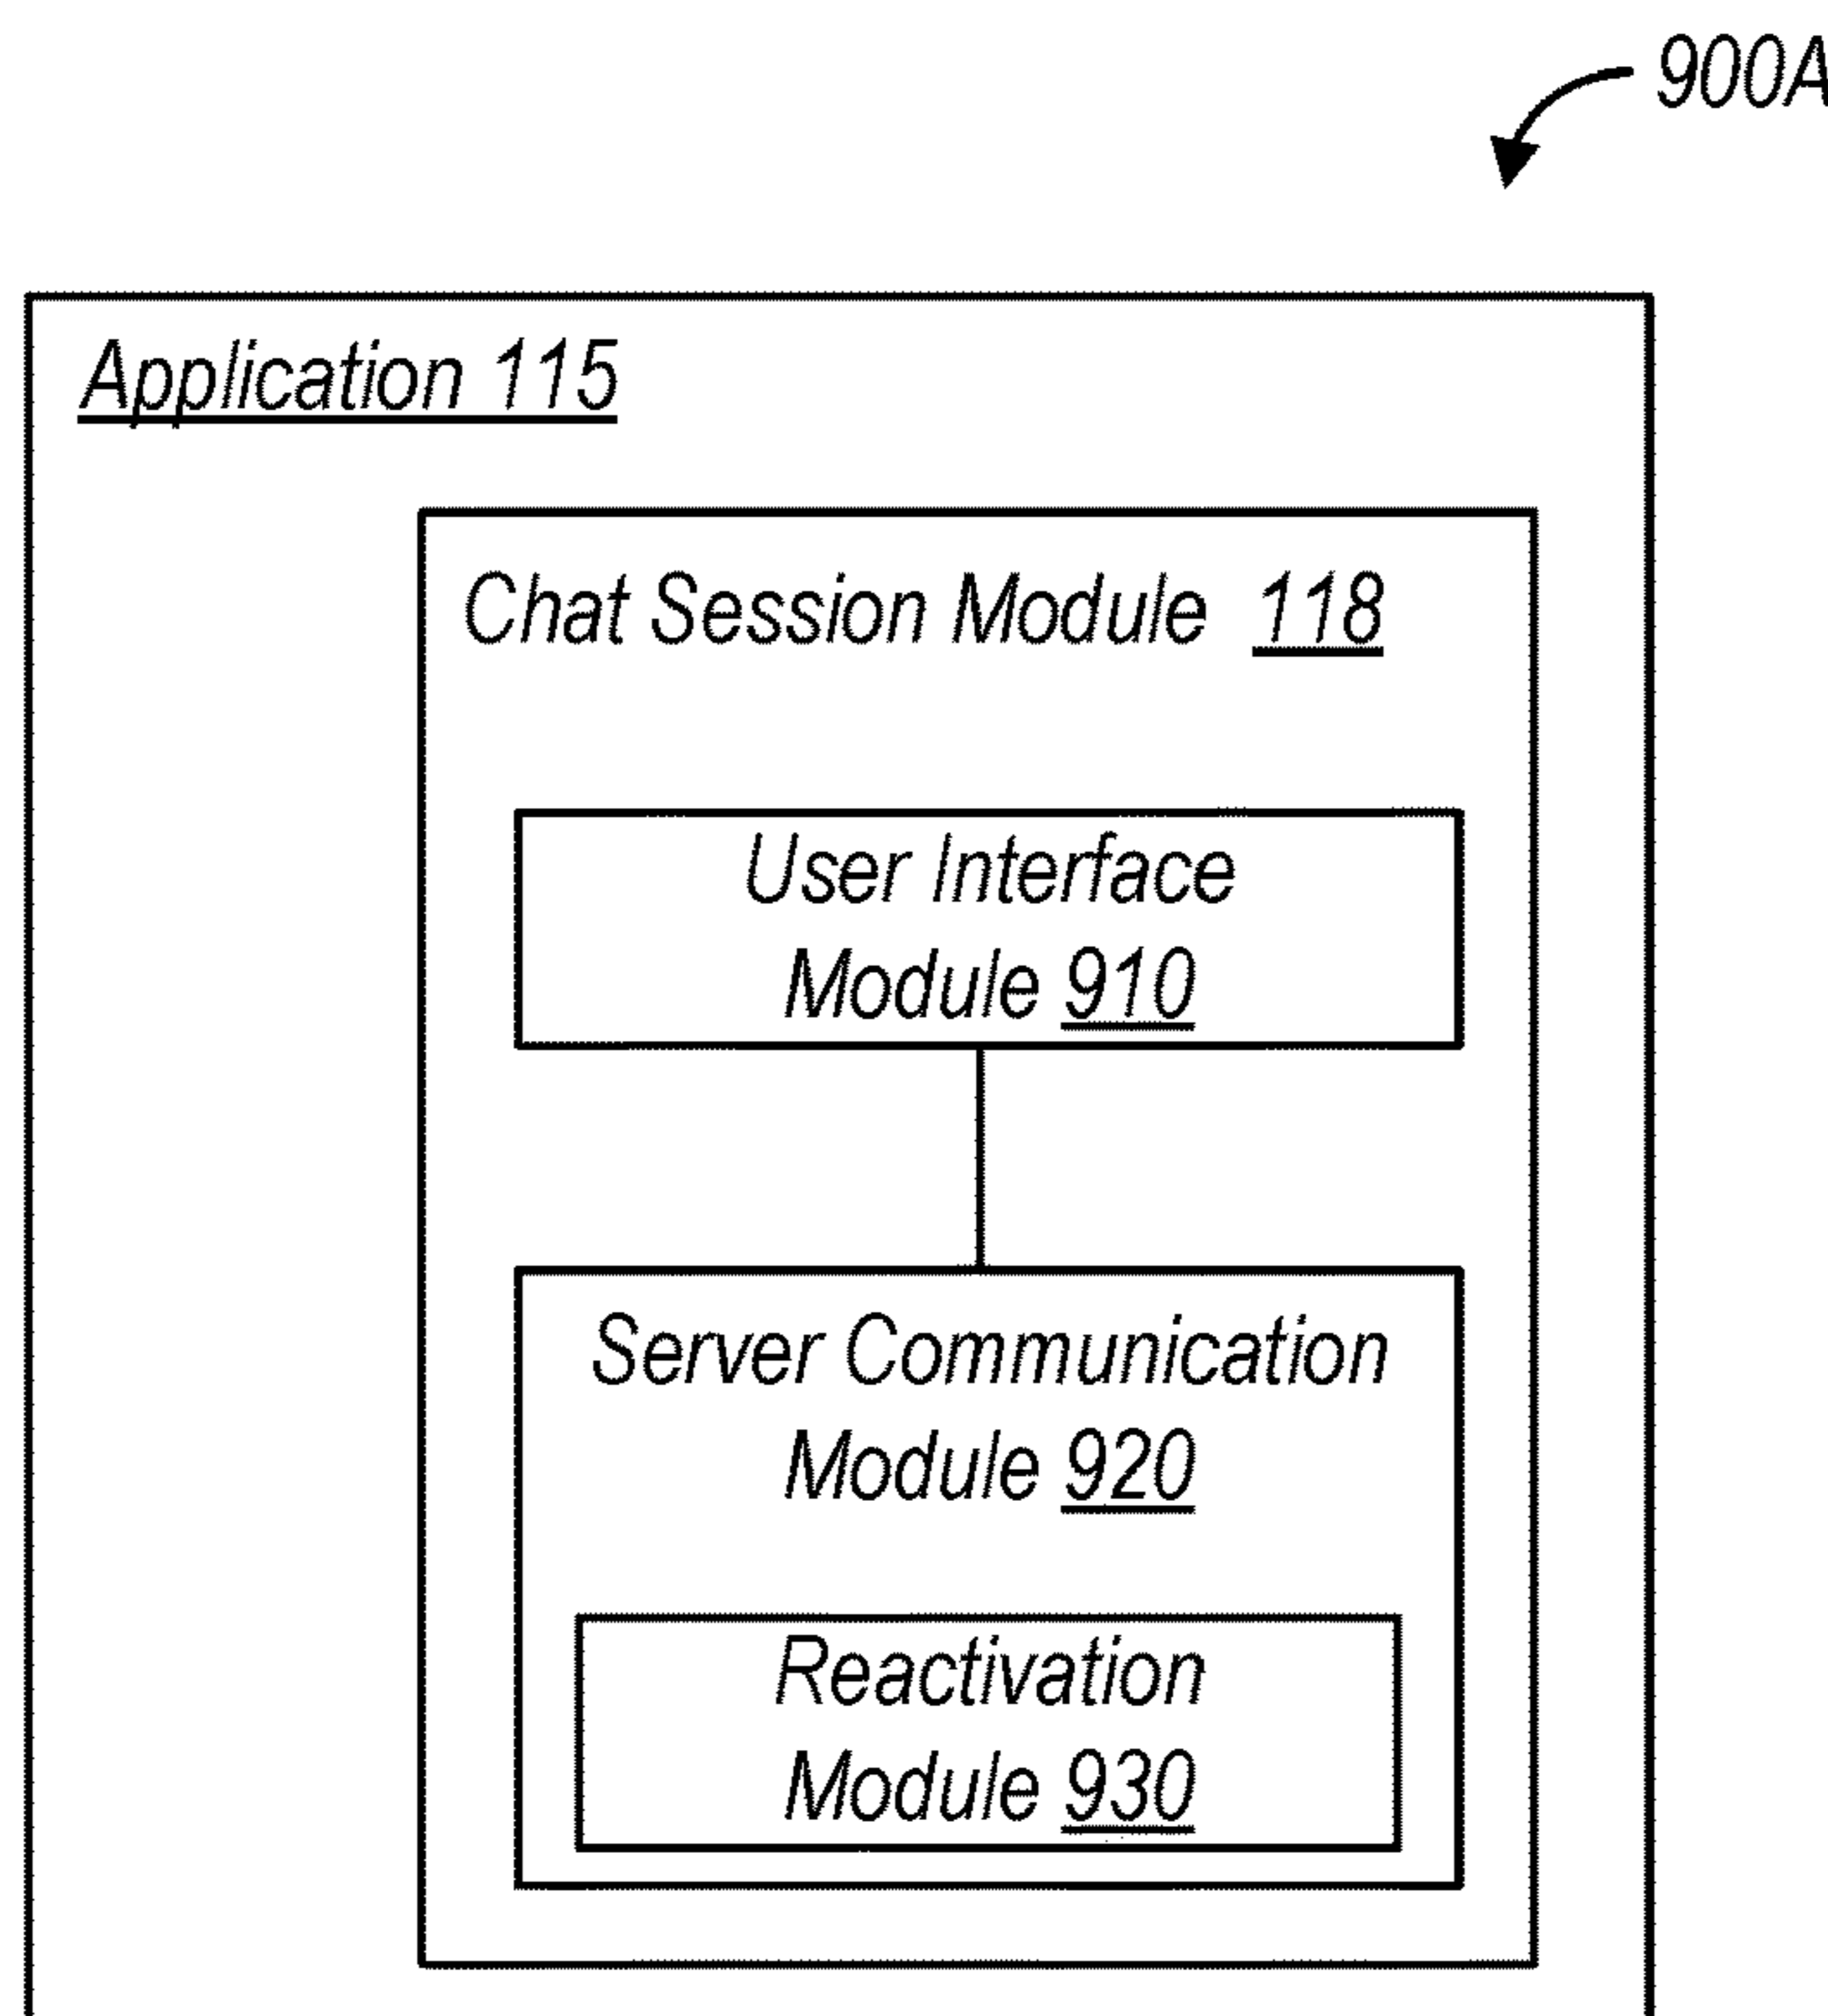 900A
Application 115
Chat Session Module 118
User Interface
Module 910
Server Communication
Module 920
Reactivation
Module 930